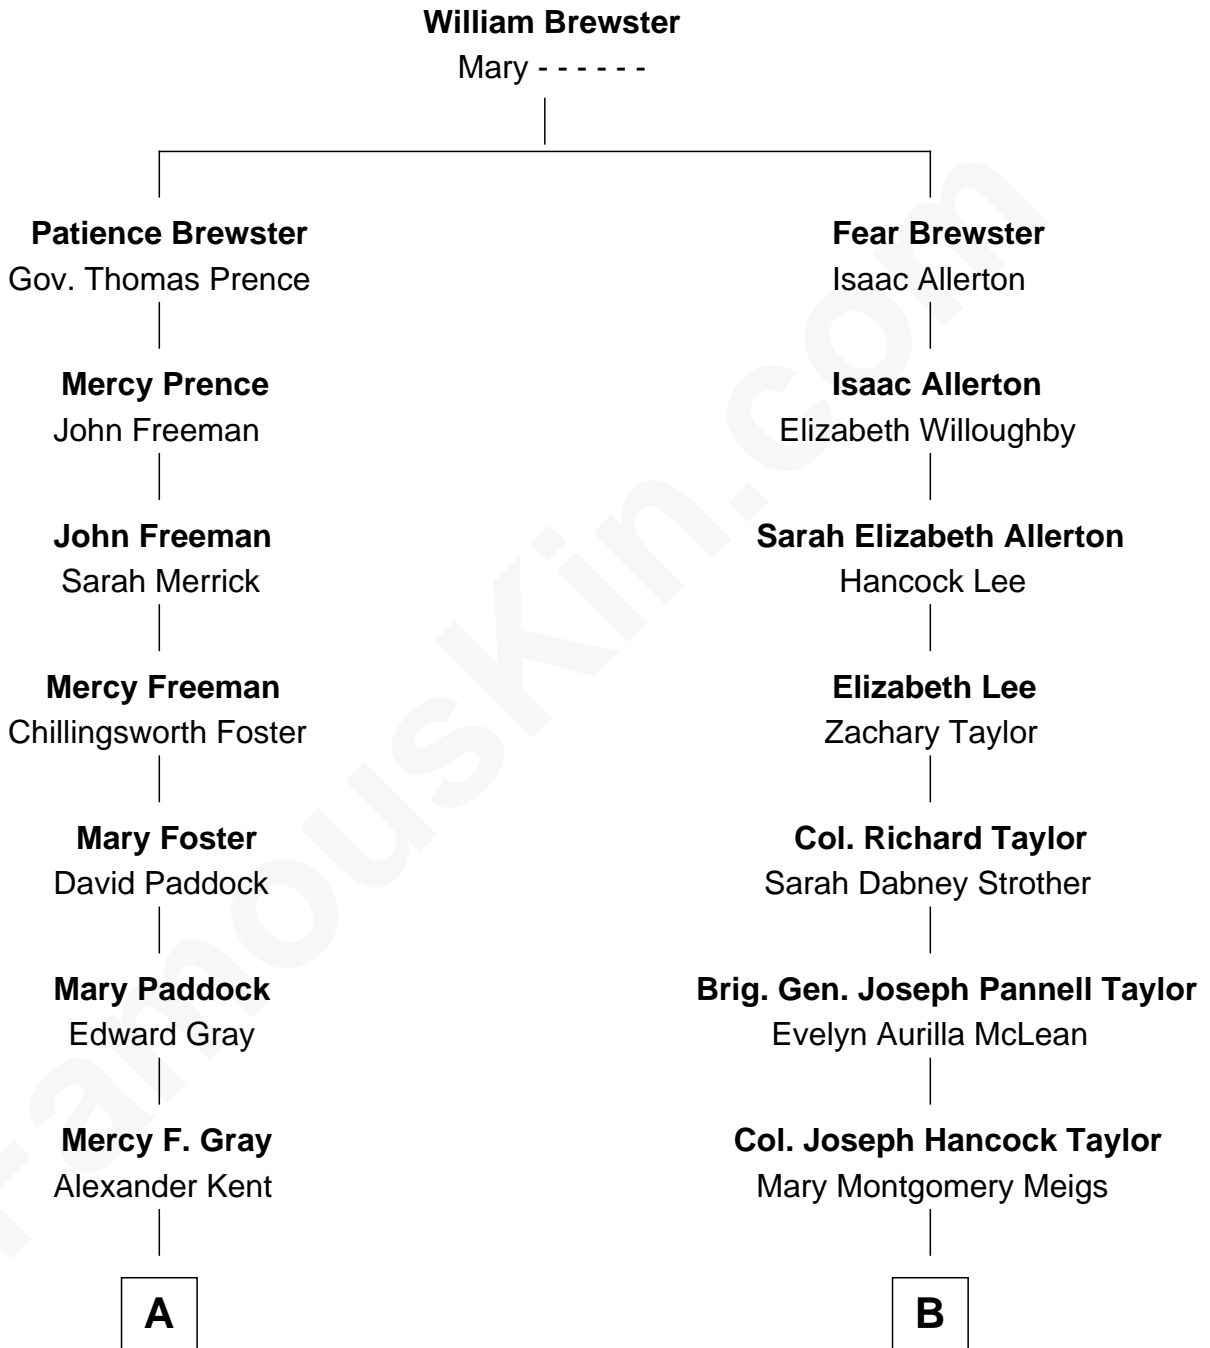 William Brewster
Mary - - - - - -
Patience Brewster
Gov. Thomas Prence
Fear Brewster
Isaac Allerton
Mercy Prence
John Freeman
Isaac Allerton
Elizabeth Willoughby
John Freeman
Sarah Merrick
Sarah Elizabeth Allerton
Hancock Lee
Mercy Freeman
Chillingsworth Foster
Elizabeth Lee
Zachary Taylor
Mary Foster
David Paddock
Col. Richard Taylor
Sarah Dabney Strother
Mary Paddock
Edward Gray
Brig. Gen. Joseph Pannell Taylor
Evelyn Aurilla McLean
Mercy F. Gray
Alexander Kent
Col. Joseph Hancock Taylor
Mary Montgomery Meigs
A
B
FamousKin.com